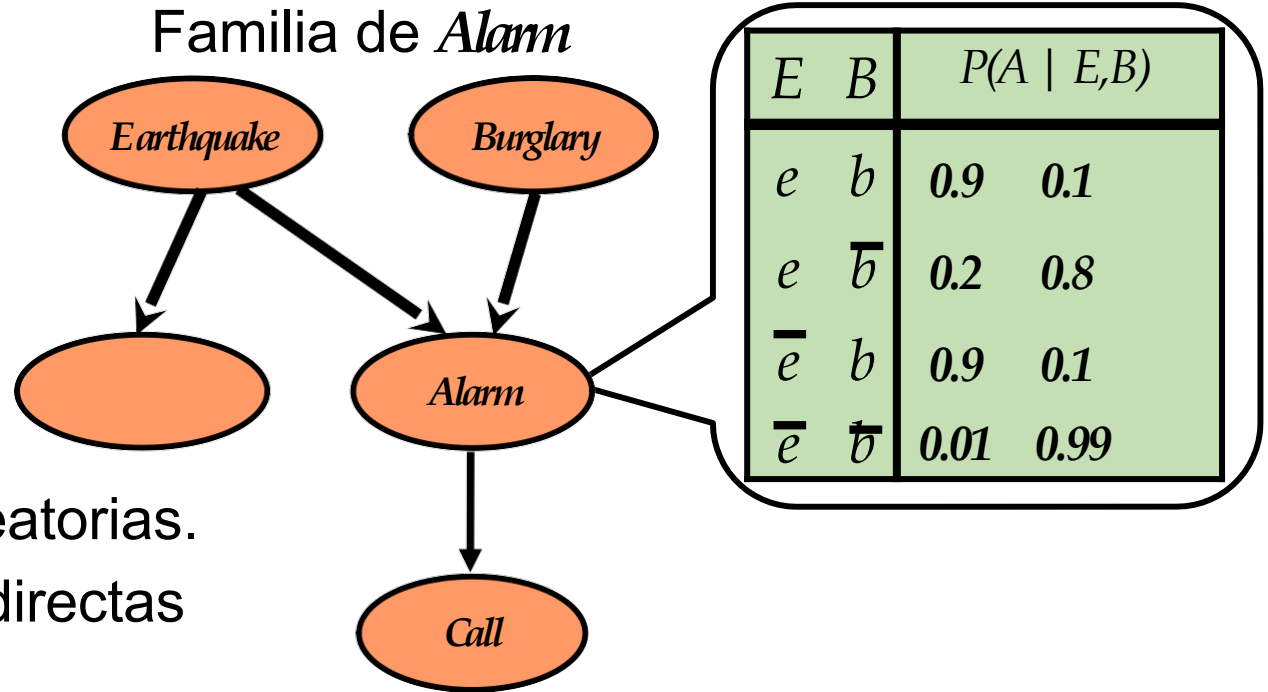 Familia de Alarm
Earthquake
Burglary
Alarm
Call
E B P(A | E,B)
e b 0.9 0.1
e b̅ 0.2 0.8
e̅ b 0.9 0.1
e̅ b̅ 0.01 0.99
eatorias.
directas